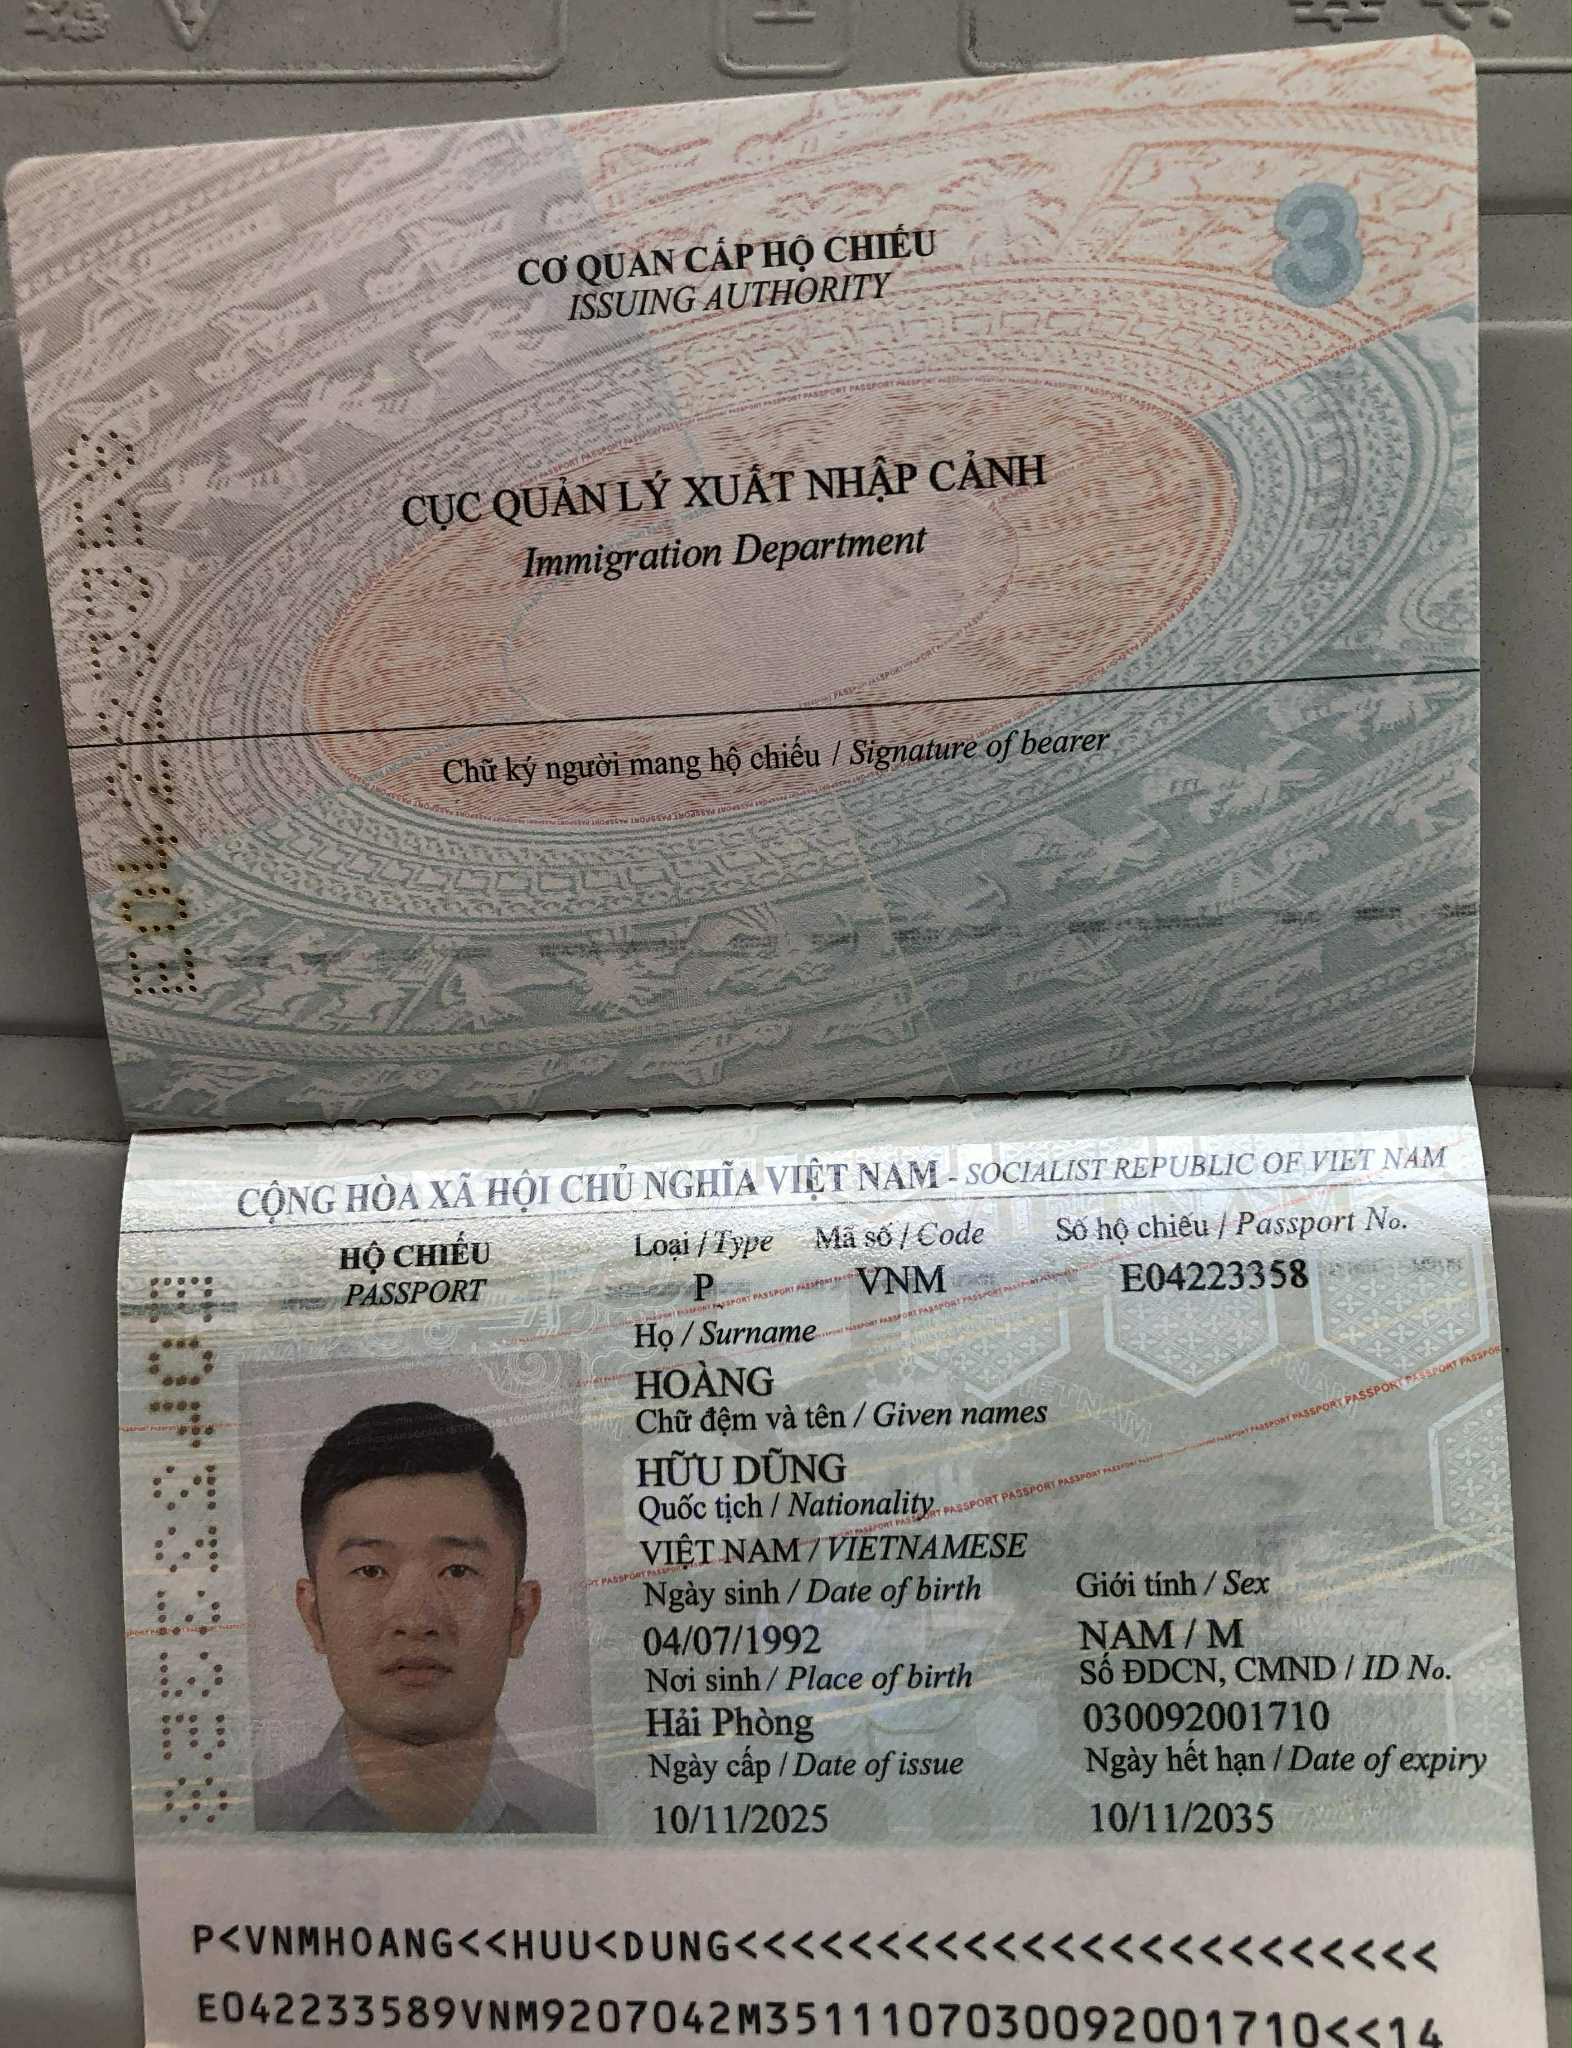 3
CƠ QUAN CẤP HỘ CHIẾU
ISSUING AUTHORITY
CỤC QUẢN LÝ XUẤT NHẬP CẢNH
Immigration Department
Chữ ký người mang hộ chiếu / Signature of bearer
E04223358
CỘNG HÒA XÃ HỘI CHỦ NGHĨA VIỆT NAM - SOCIALIST REPUBLIC OF VIET NAM
HỘ CHIẾU
PASSPORT
Loại / Type Mã số / Code Số hộ chiếu / Passport No.
P VNM E04223358
Họ / Surname
HOÀNG
Chữ đệm và tên / Given names
HỮU DŨNG
Quốc tịch / Nationality
VIỆT NAM / VIETNAMESE
Ngày sinh / Date of birth Giới tính / Sex
04/07/1992 NAM / M
Nơi sinh / Place of birth Số ĐDCN, CMND / ID No.
Hải Phòng 030092001710
Ngày cấp / Date of issue Ngày hết hạn / Date of expiry
10/11/2025 10/11/2035
E04223358
P<VNMHOANG<<HUU<DUNG<<<<<<<<<<<<<<<<<<<<<<<<
E042233589VNM9207042M3511107030092001710<<14